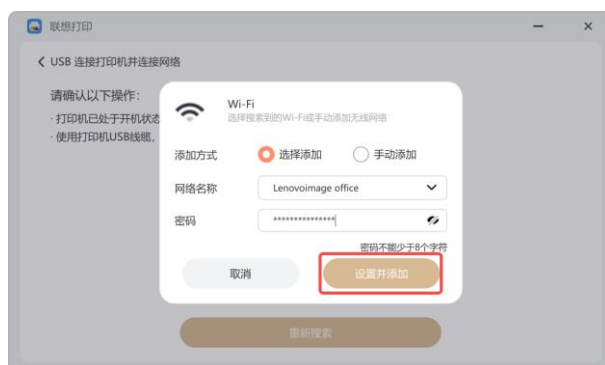 联想打印
USB 连接打印机并连接网络
请确认以下操作：
·打印机已处于开机状态
·使用打印机USB线缆，
Wi-Fi
选择搜索到的Wi-Fi或手动添加无线网络
添加方式 选择添加 手动添加
网络名称 Lenovoimage office
密码 ***************
密码不能少于8个字符
取消 设置并添加
重新搜索